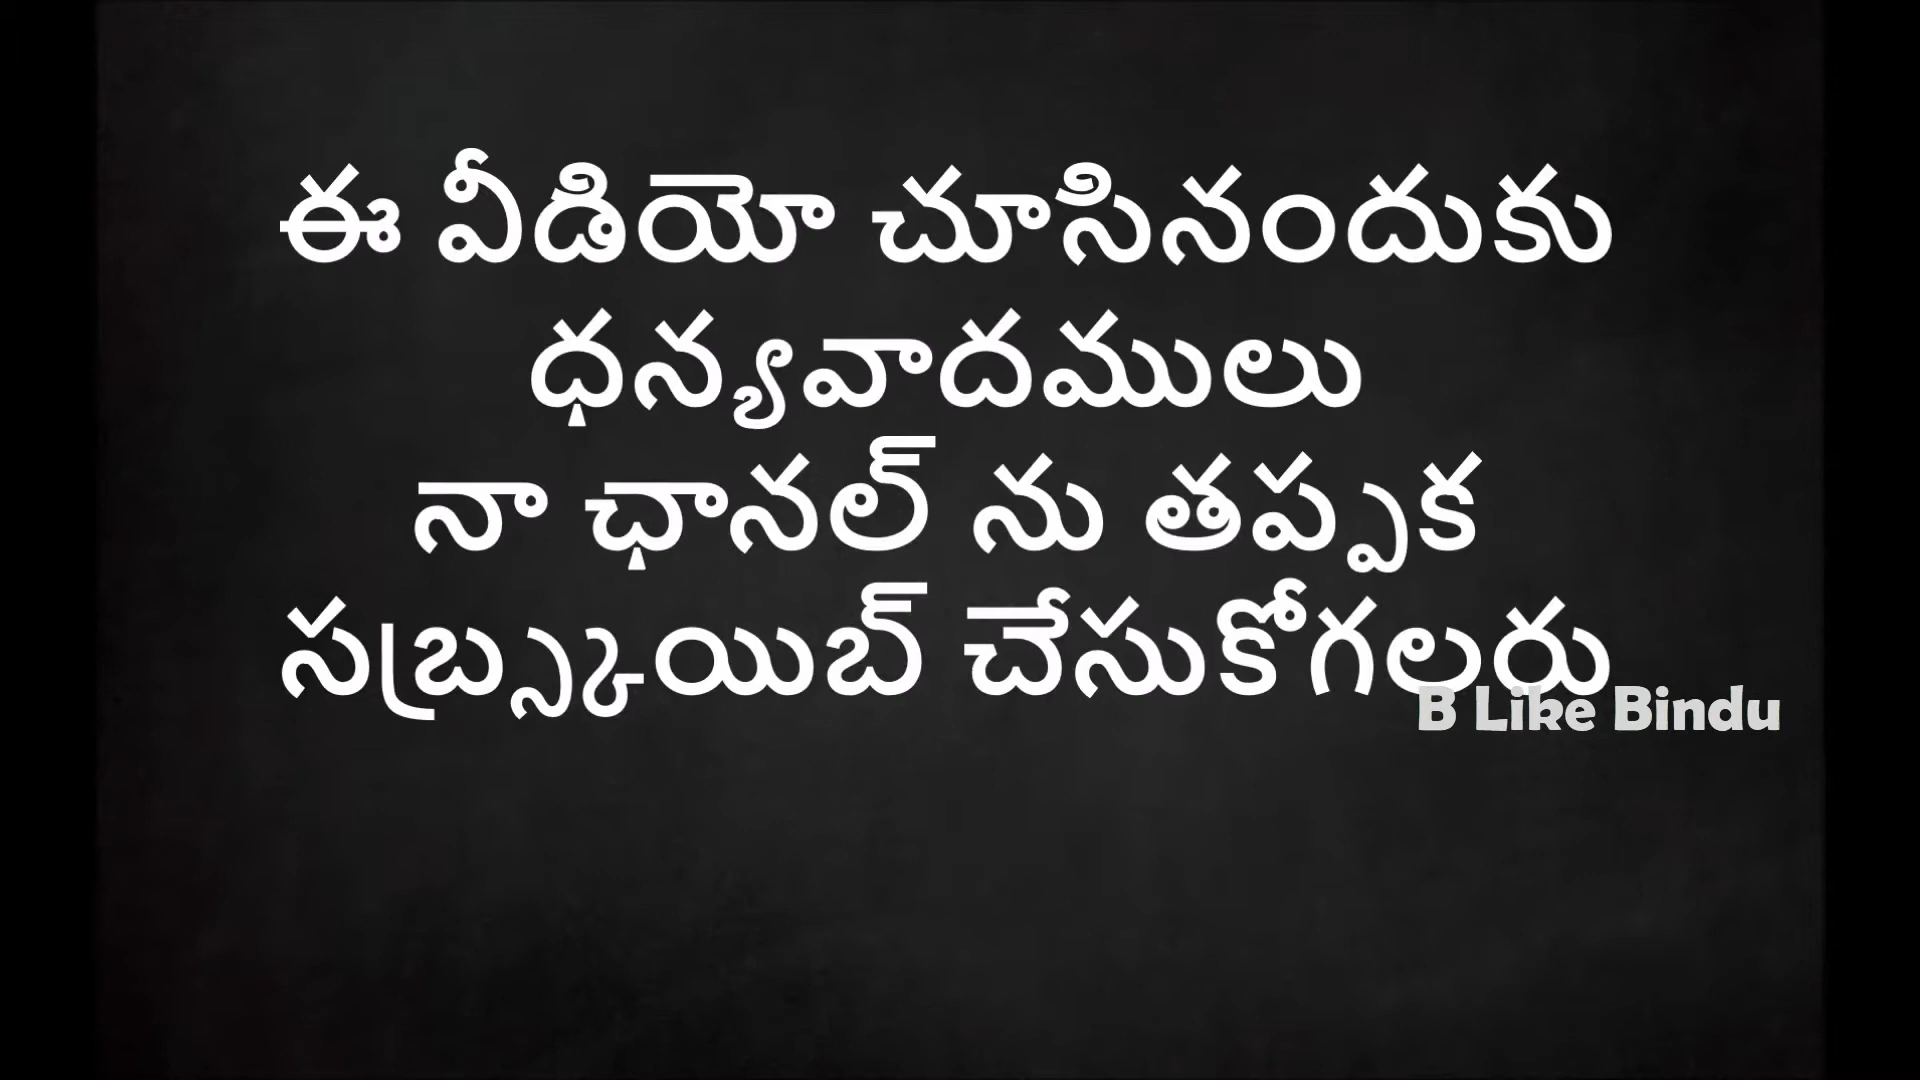 ఈ వీడియో చూసినందుకు
ధన్యవాదములు
నా ఛానల్ ను తప్పక
సబ్స్క్రయిబ్ చేసుకోగలరు
B Like Bindu